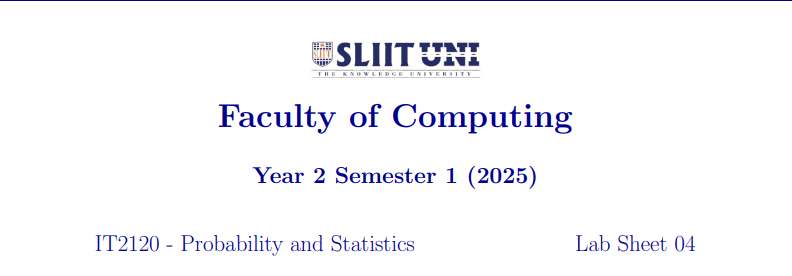 SLIIT UNI
THE KNOWLEDGE UNIVERSITY
Faculty of Computing
Year 2 Semester 1 (2025)
IT2120 - Probability and Statistics Lab Sheet 04